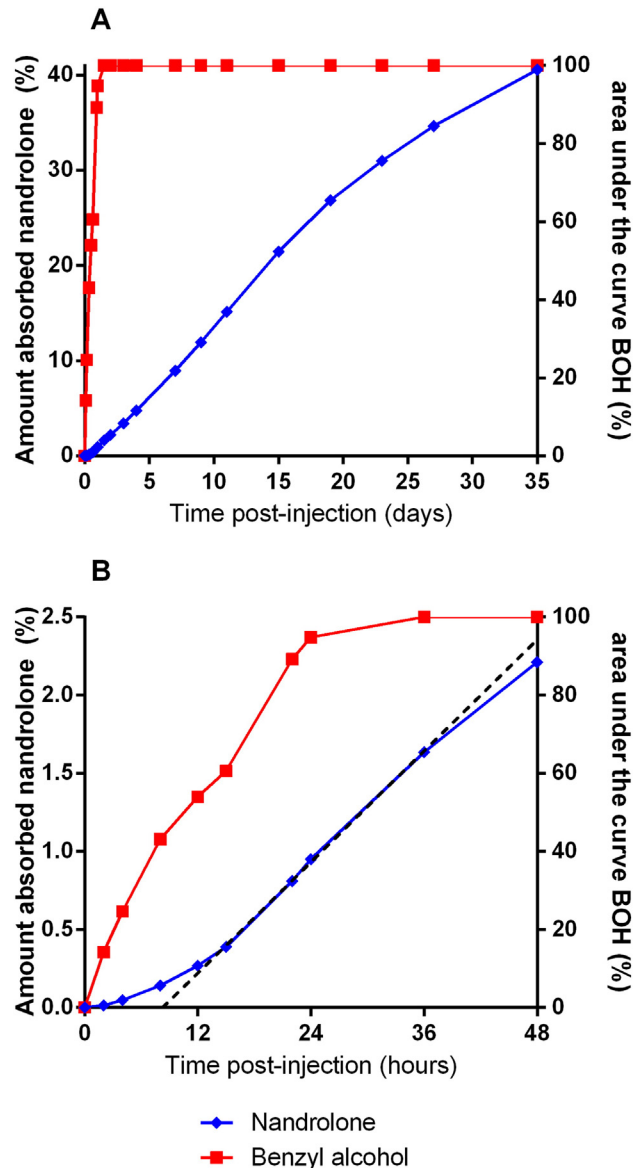 A
Amount absorbed nandrolone (%)
40
30
20
10
0
100
80
60
40
20
0
area under the curve BOH (%)
0 5 10 15 20 25 30 35
Time post-injection (days)
B
Amount absorbed nandrolone (%)
2.5
2.0
1.5
1.0
0.5
0.0
100
80
60
40
20
0
area under the curve BOH (%)
0 12 24 36 48
Time post-injection (hours)
Nandrolone
Benzyl alcohol